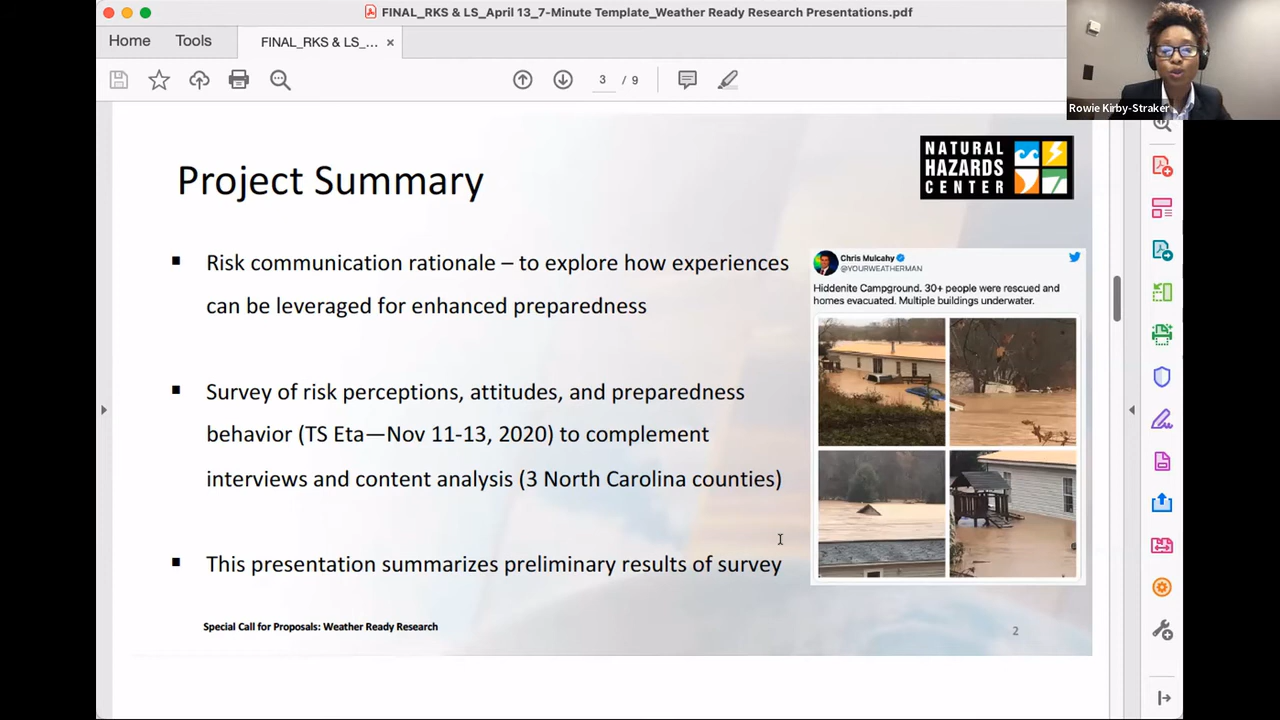 FINAL_RKS & LS_April 13_7-Minute Template_Weather Ready Research Presentations.pdf
Home
Tools
FINAL_RKS & LS_...
×
3 / 9
Rowie Kirby-Straker
Project Summary
NATURAL
HAZARDS
CENTER
▪ Risk communication rationale – to explore how experiences
can be leveraged for enhanced preparedness
▪ Survey of risk perceptions, attitudes, and preparedness
behavior (TS Eta—Nov 11-13, 2020) to complement
interviews and content analysis (3 North Carolina counties)
▪ This presentation summarizes preliminary results of survey
Chris Mulcahy
@YOURWEATHERMAN
Hiddenite Campground. 30+ people were rescued and
homes evacuated. Multiple buildings underwater.
Special Call for Proposals: Weather Ready Research
2